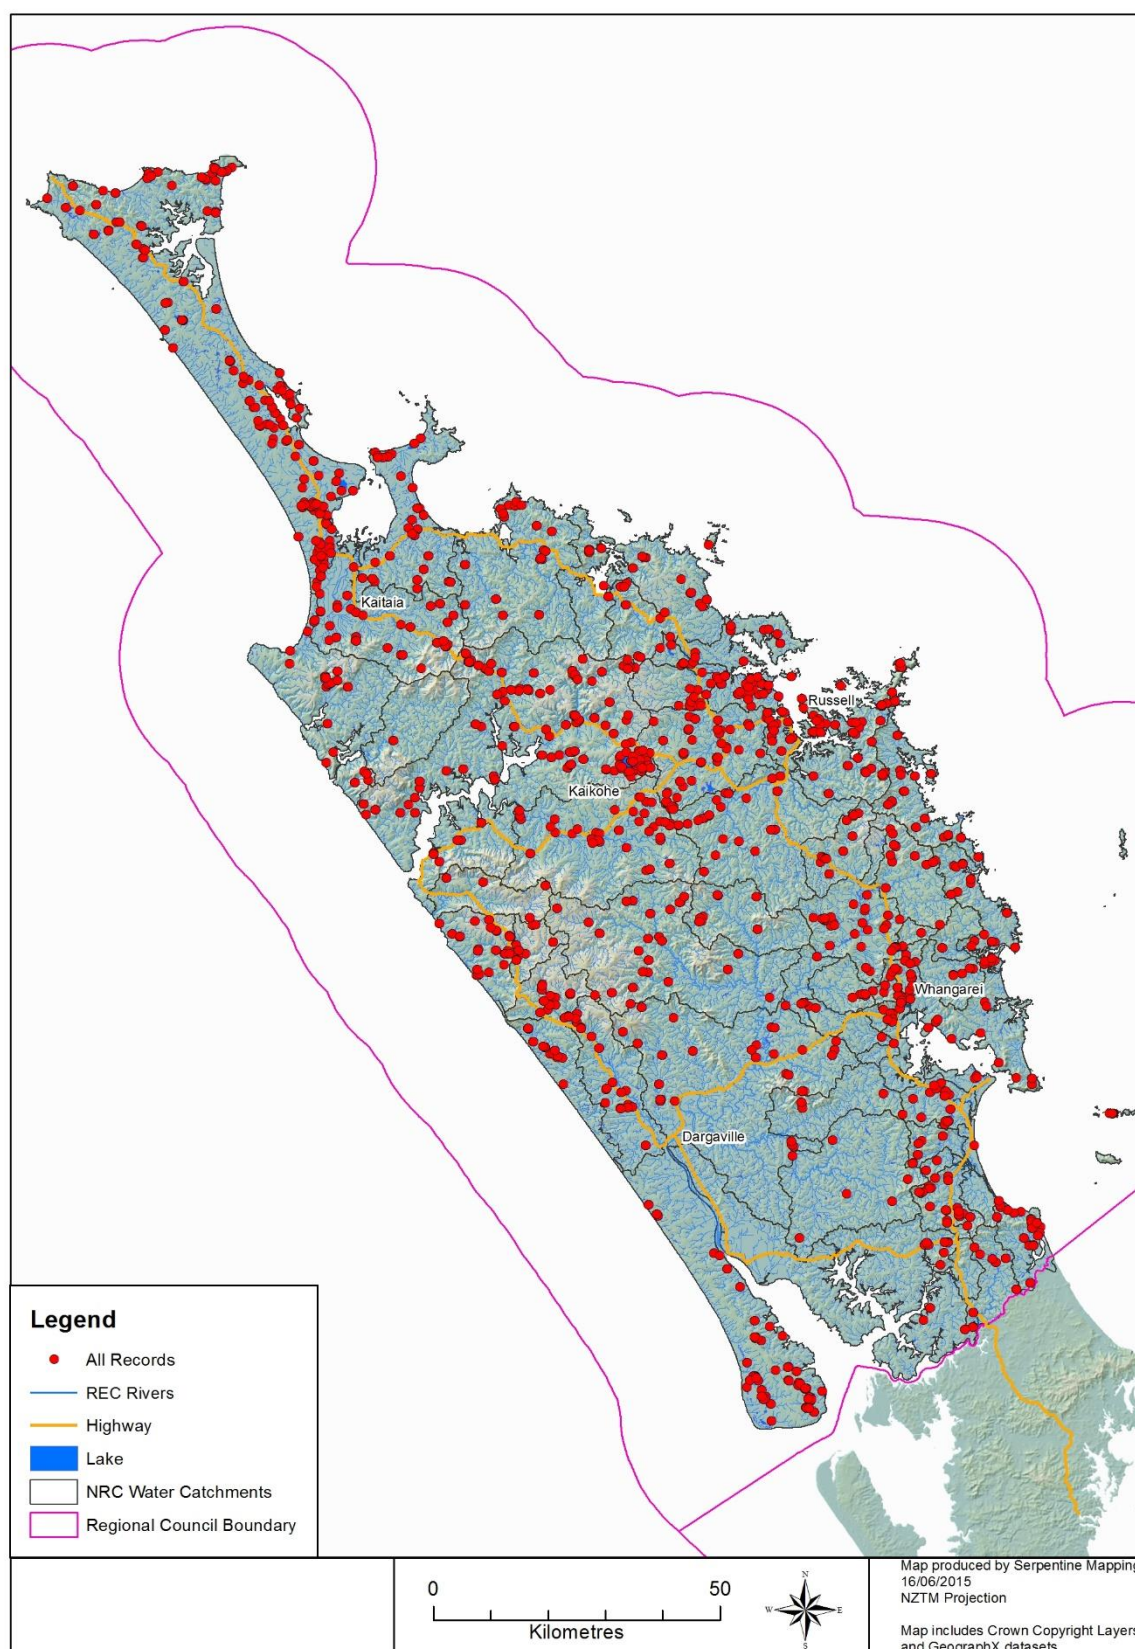 Kaitaia
Russell
Kaikohe
Whangarei
Dargaville
Legend
All Records
REC Rivers
Highway
Lake
NRC Water Catchments
Regional Council Boundary
0 50
Kilometres
N
W E
S
Map produced by Serpentine Mapping
16/06/2015
NZTM Projection
Map includes Crown Copyright Layers
and GeographX datasets